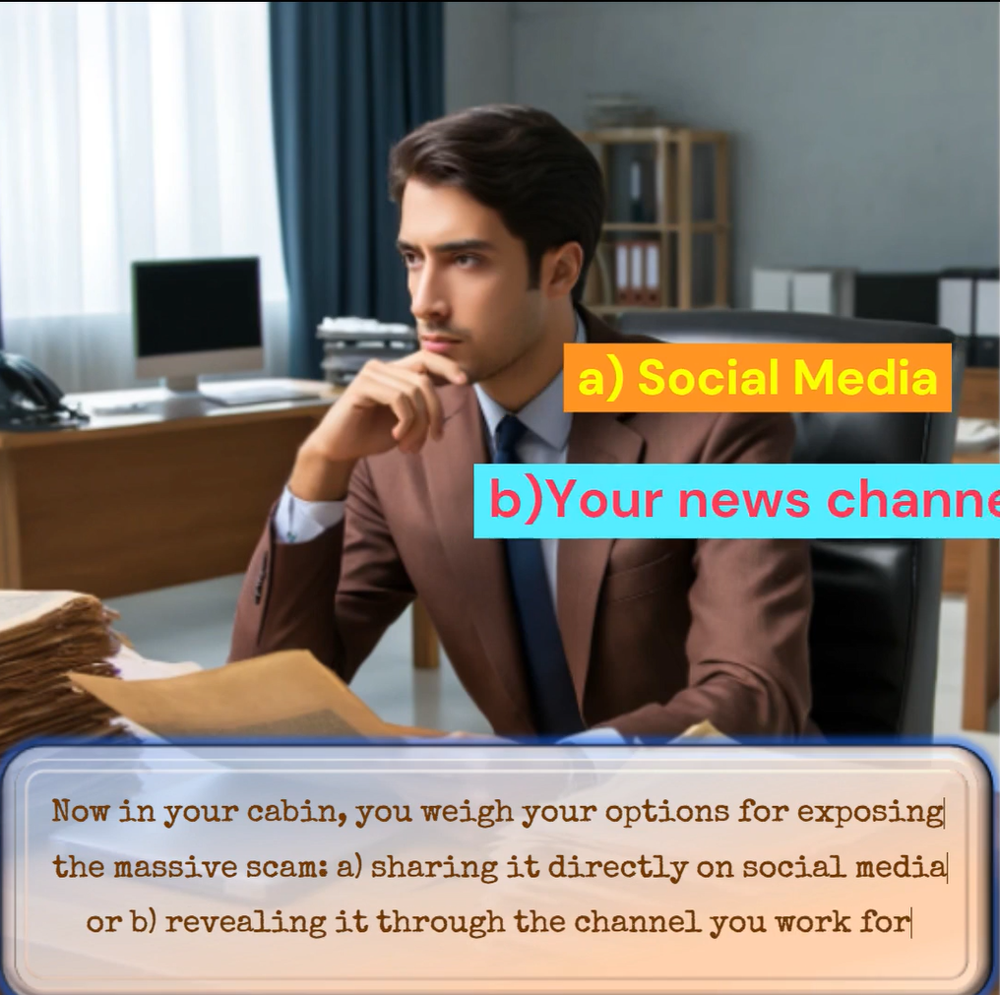 a) Social Media
b)Your news channe
Now in your cabin, you weigh your options for exposing
the massive scam: a) sharing it directly on social media
or b) revealing it through the channel you work for